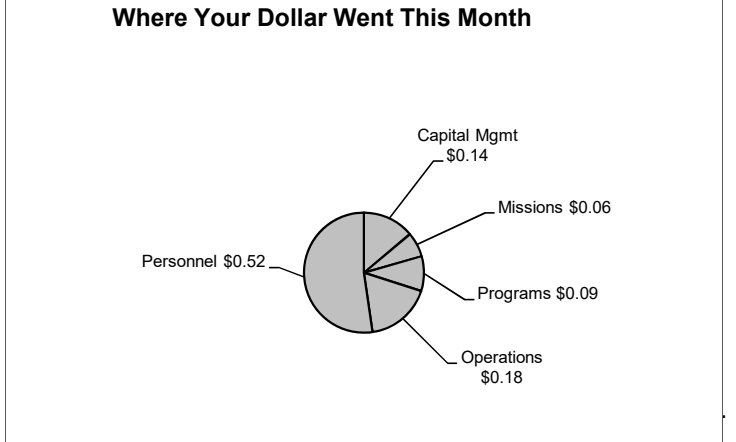 Where Your Dollar Went This Month
Capital Mgmt
$0.14
Missions $0.06
Personnel $0.52
Programs $0.09
Operations
$0.18
.